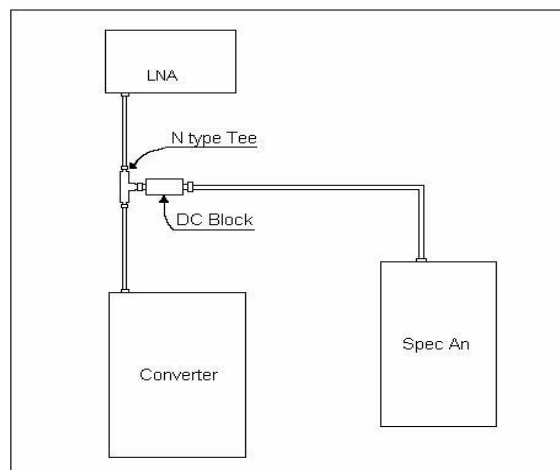 LNA
N type Tee
DC Block
Spec An
Converter